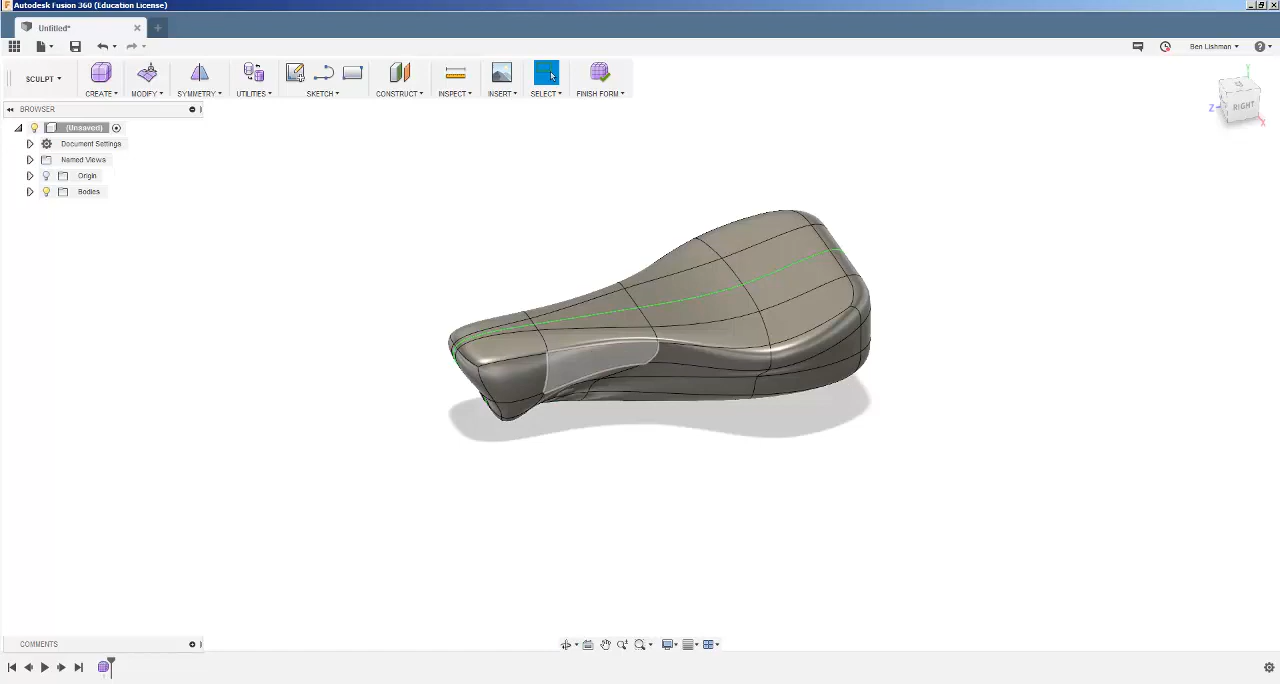 Autodesk Fusion 360 (Education License)
Untitled*
Ben Lishman
SCULPT
CREATE
MODIFY
SYMMETRY
UTILITIES
SKETCH
CONSTRUCT
INSPECT
INSERT
SELECT
FINISH FORM
BROWSER
(Unsaved)
Document Settings
Named Views
Origin
Bodies
Y
Z
RIGHT
X
COMMENTS